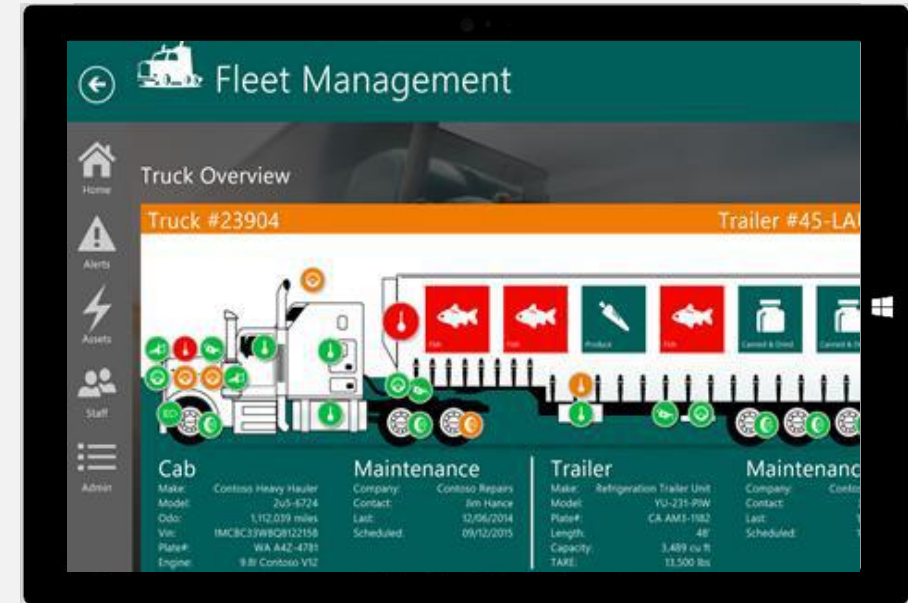 Fleet Management
Home
Alerts
Assets
Staff
Admin
Truck Overview
Truck #23904 Trailer #45-LAU
Fish Fish Produce Fish Canned & Dried Canned & Dr
Cab
Make: Contoso Heavy Hauler
Model: 2u5-6724
Odo: 1,112,039 miles
Vin: 1MCBC33W8Q8122158
Plate#: WA A4Z-4781
Engine: 9.8l Contoso V12
Maintenance
Company: Contoso Repairs
Contact: Jim Hance
Last: 12/06/2014
Scheduled: 09/12/2015
Trailer
Make: Refrigeration Trailer Unit
Model: YU-231-PIW
Plate#: CA AM3-1182
Length: 48'
Capacity: 3,489 cu ft
TARE: 13,500 lbs
Maintenanc
Company: Contos
Contact:
Last:
Scheduled: